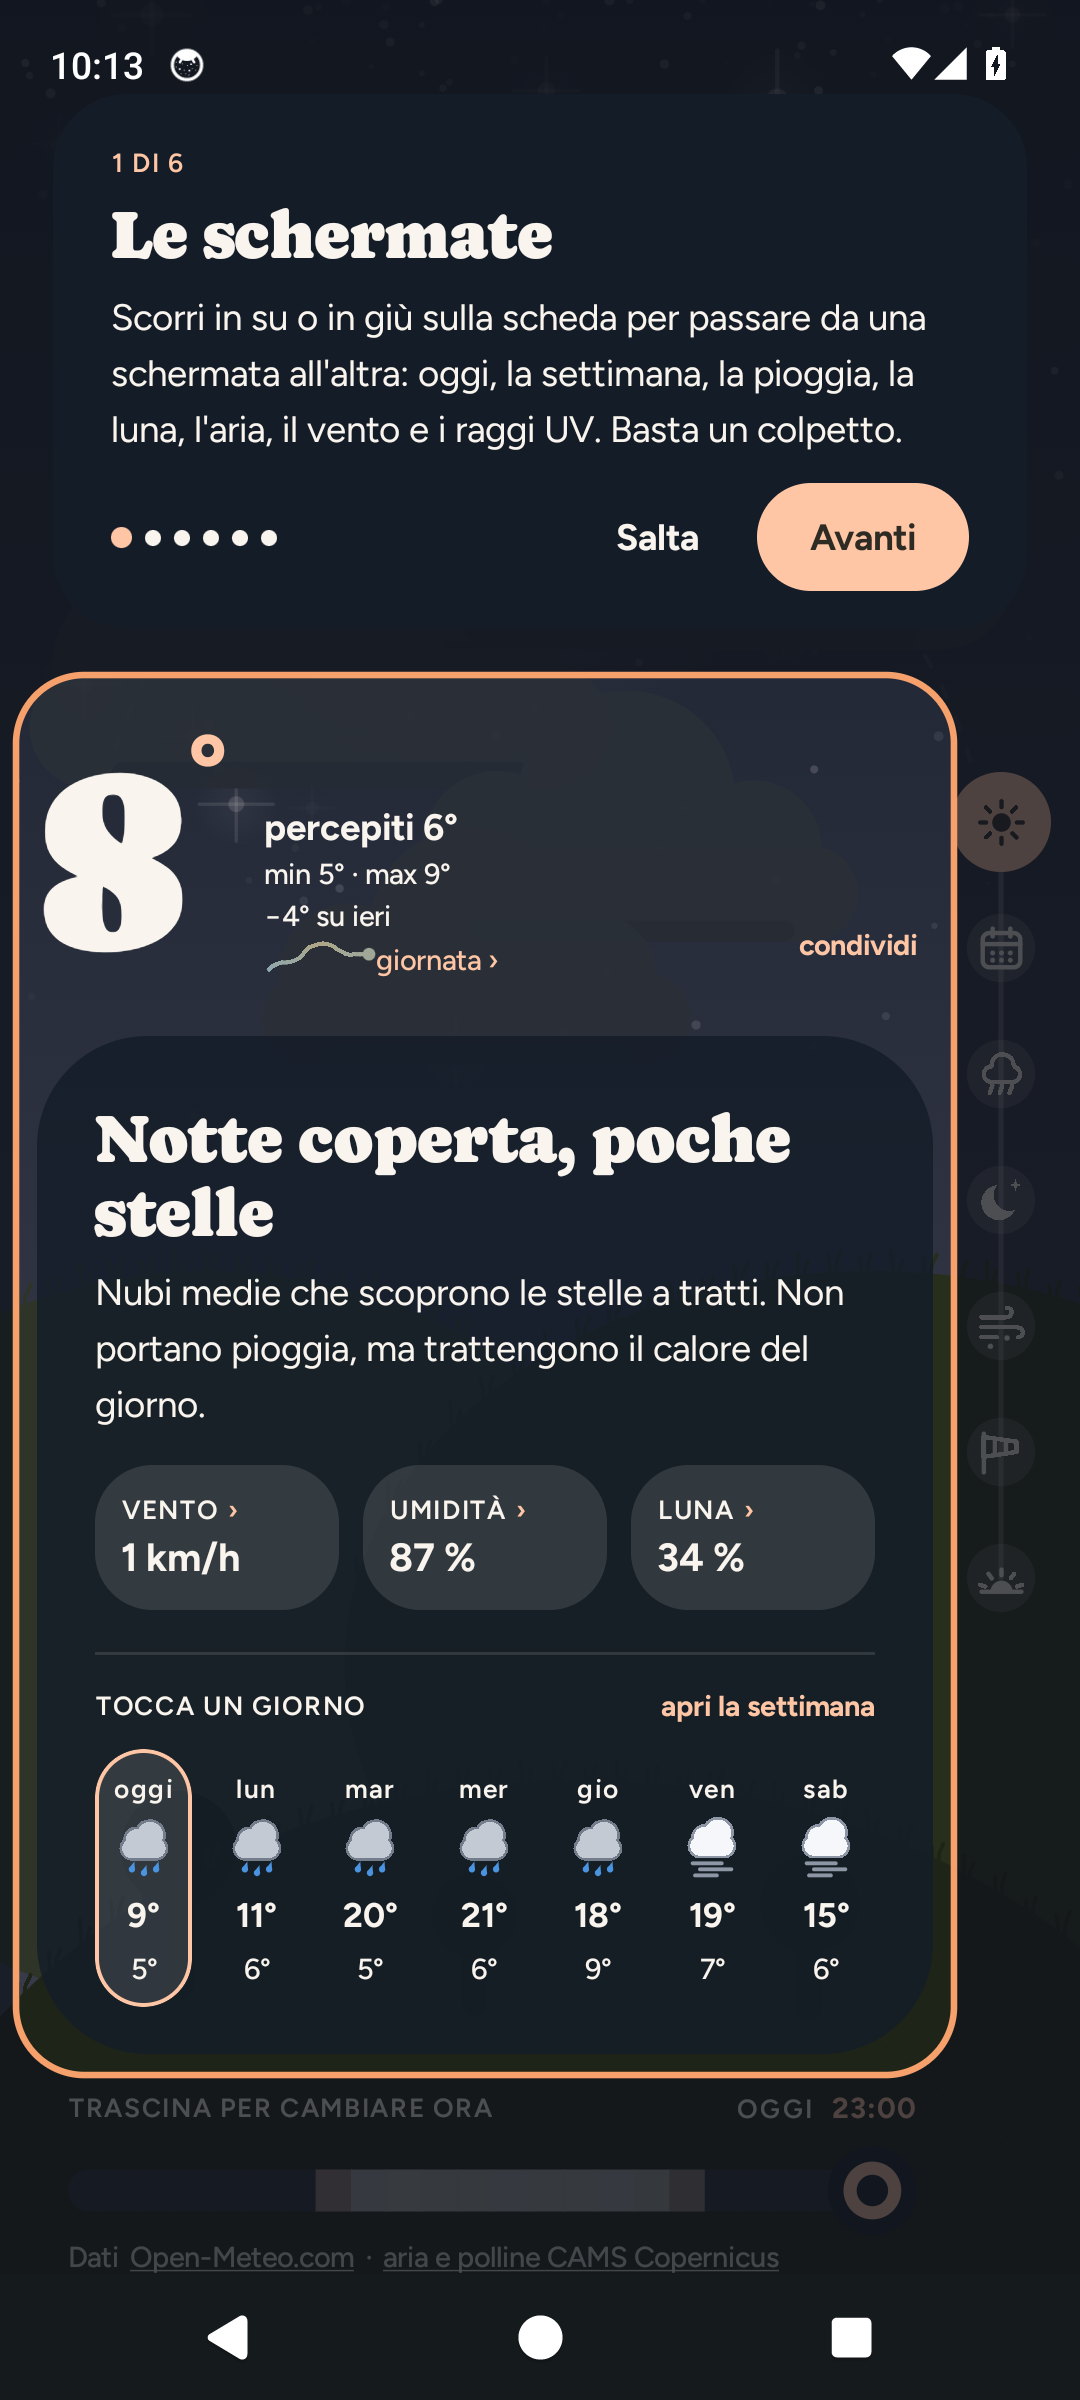 10:13
1 DI 6
Le schermate
Scorri in su o in giù sulla scheda per passare da una
schermata all'altra: oggi, la settimana, la pioggia, la
luna, l'aria, il vento e i raggi UV. Basta un colpetto.
Salta
Avanti
8°
percepiti 6°
min 5° · max 9°
−4° su ieri
giornata ›
condividi
Notte coperta, poche
stelle
Nubi medie che scoprono le stelle a tratti. Non
portano pioggia, ma trattengono il calore del
giorno.
VENTO › UMIDITÀ › LUNA ›
1 km/h 87 % 34 %
TOCCA UN GIORNO apri la settimana
oggi lun mar mer gio ven sab
9° 11° 20° 21° 18° 19° 15°
5° 6° 5° 6° 9° 7° 6°
TRASCINA PER CAMBIARE ORA OGGI 23:00
Dati Open-Meteo.com · aria e polline CAMS Copernicus